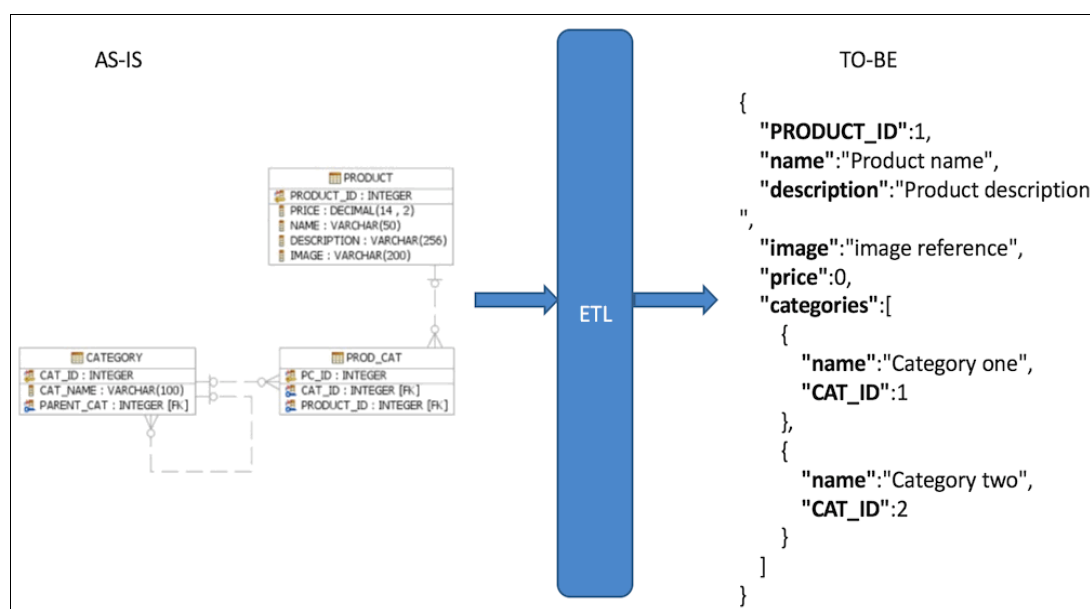 AS-IS
PRODUCT
PRODUCT_ID : INTEGER
PRICE : DECIMAL(14 , 2)
NAME : VARCHAR(50)
DESCRIPTION : VARCHAR(256)
IMAGE : VARCHAR(200)
CATEGORY
CAT_ID : INTEGER
CAT_NAME : VARCHAR(100)
PARENT_CAT : INTEGER [FK]
PROD_CAT
PC_ID : INTEGER
CAT_ID : INTEGER [FK]
PRODUCT_ID : INTEGER [FK]
ETL
TO-BE
{
"PRODUCT_ID":1,
"name":"Product name",
"description":"Product description
",
"image":"image reference",
"price":0,
"categories":[
{
"name":"Category one",
"CAT_ID":1
},
{
"name":"Category two",
"CAT_ID":2
}
]
}